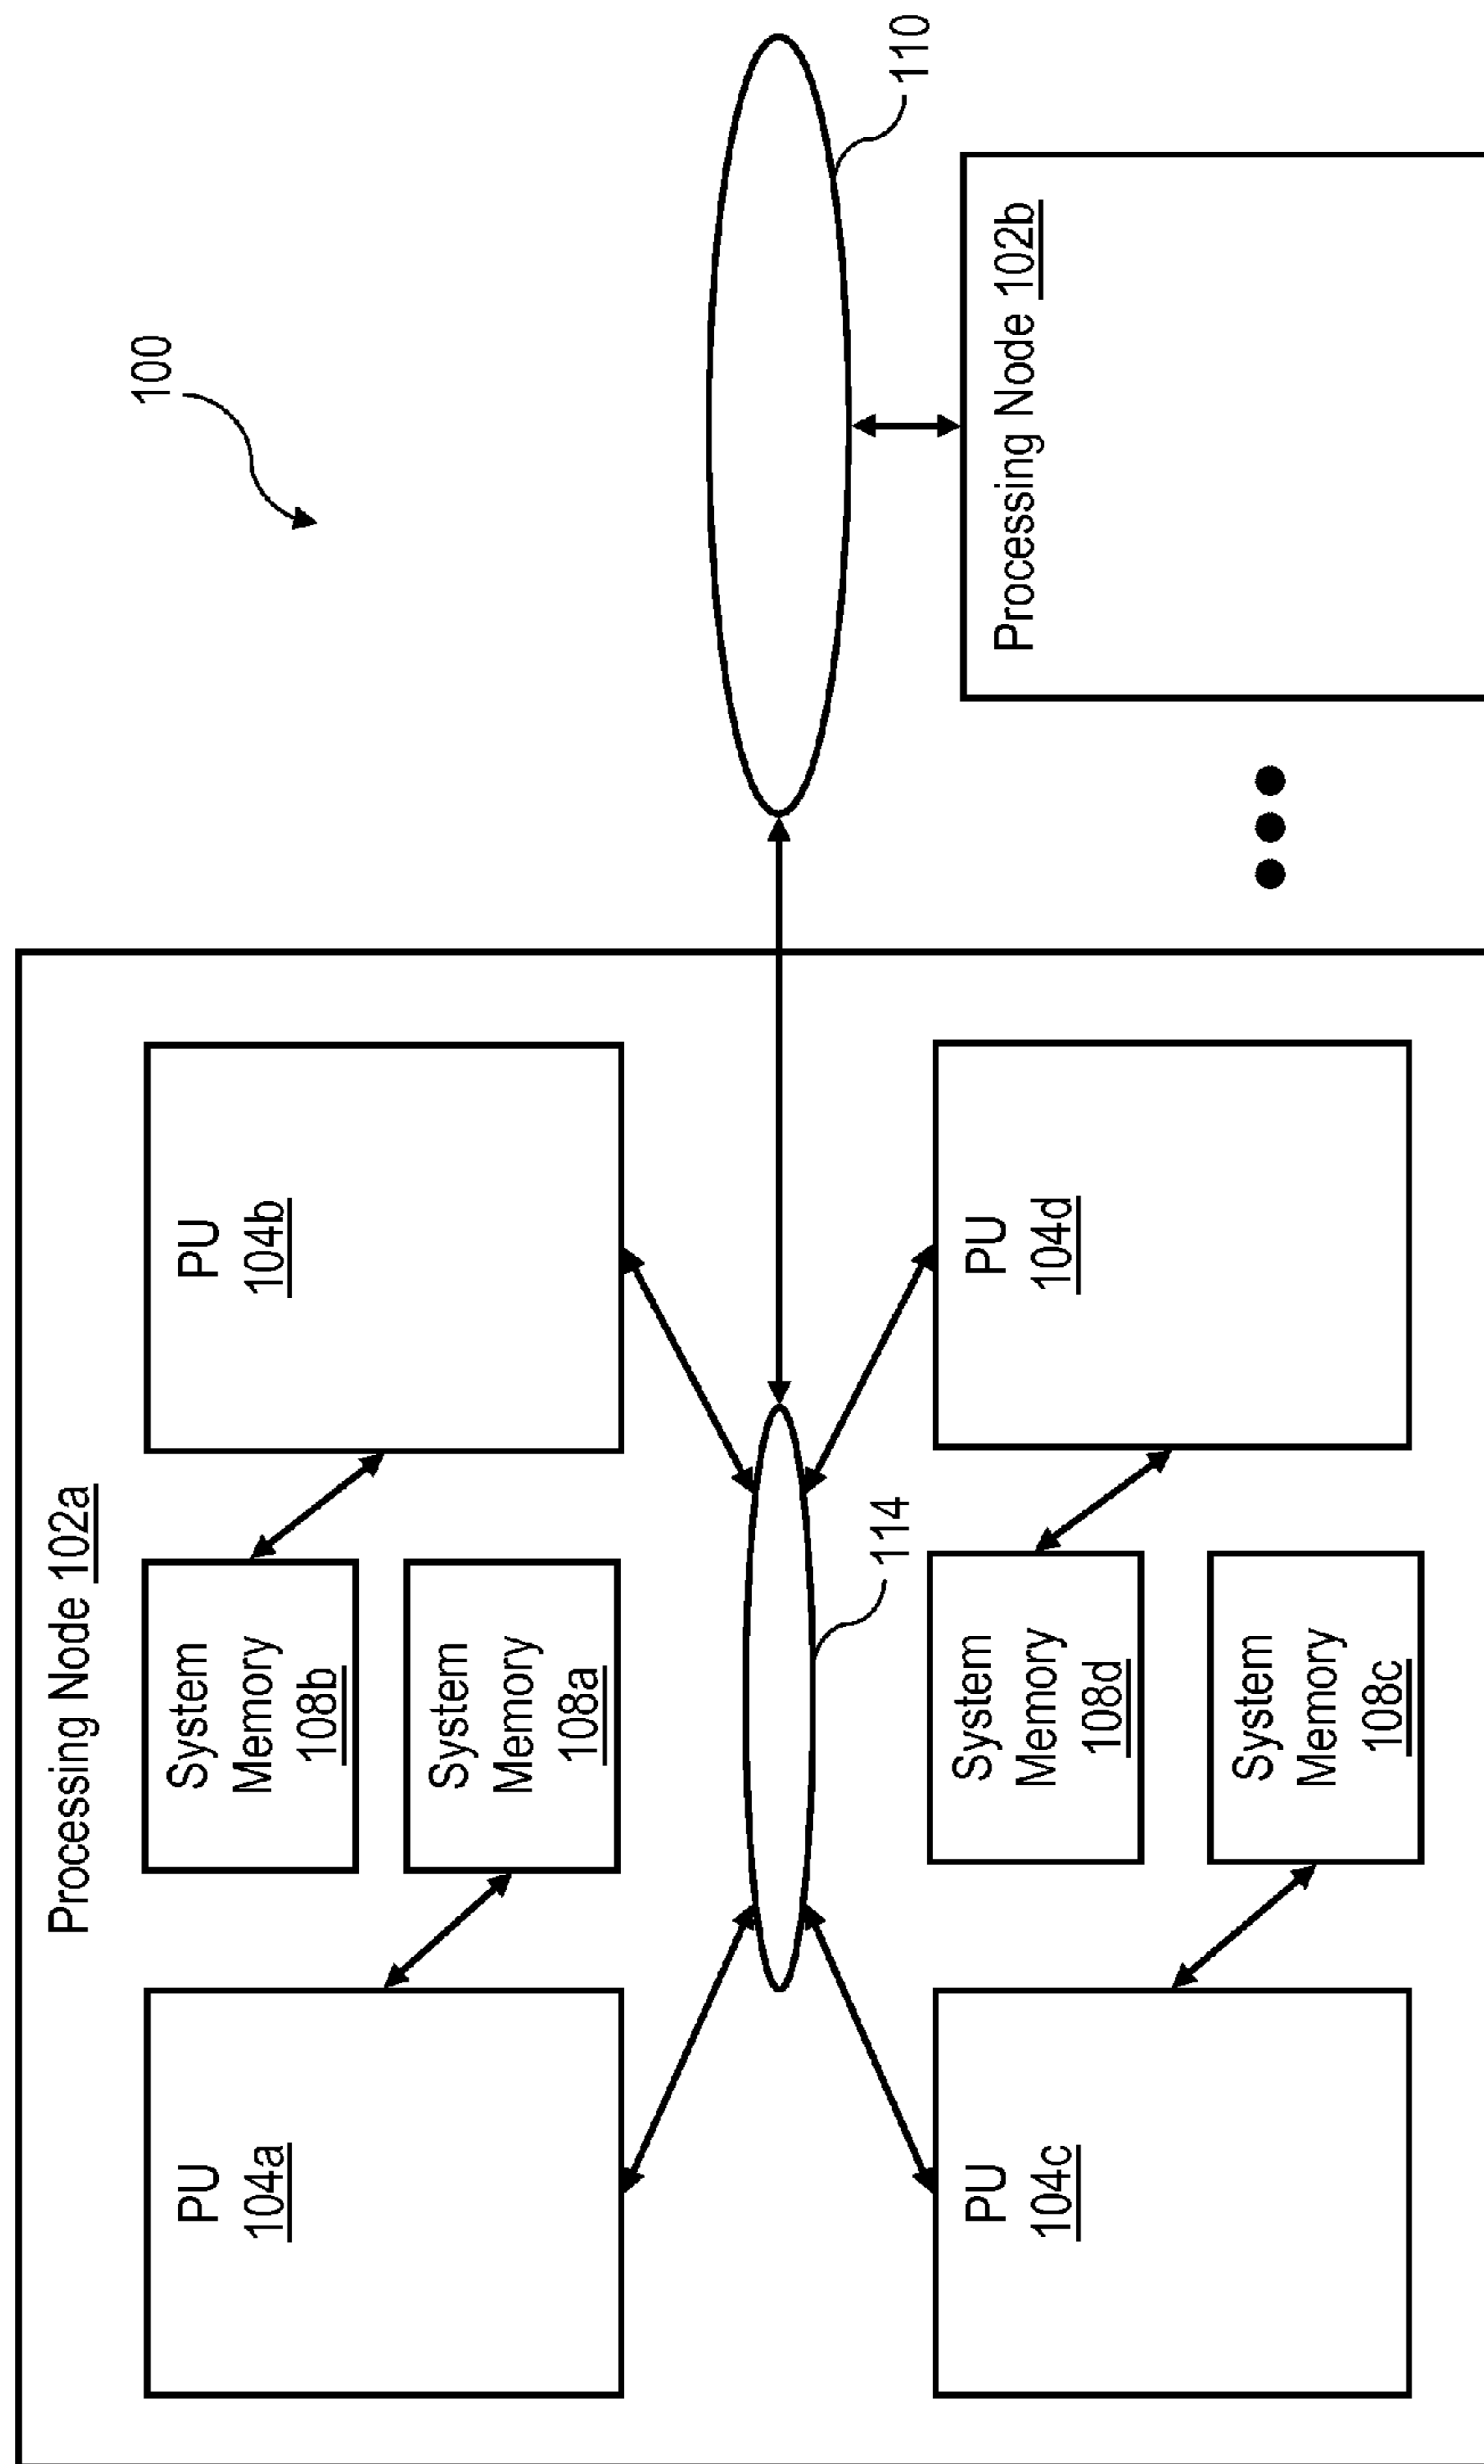 100
Processing Node 102a
PU
104a
System
Memory
108b
System
Memory
108a
PU
104b
114
110
PU
104c
System
Memory
108d
System
Memory
108c
PU
104d
Processing Node 102b